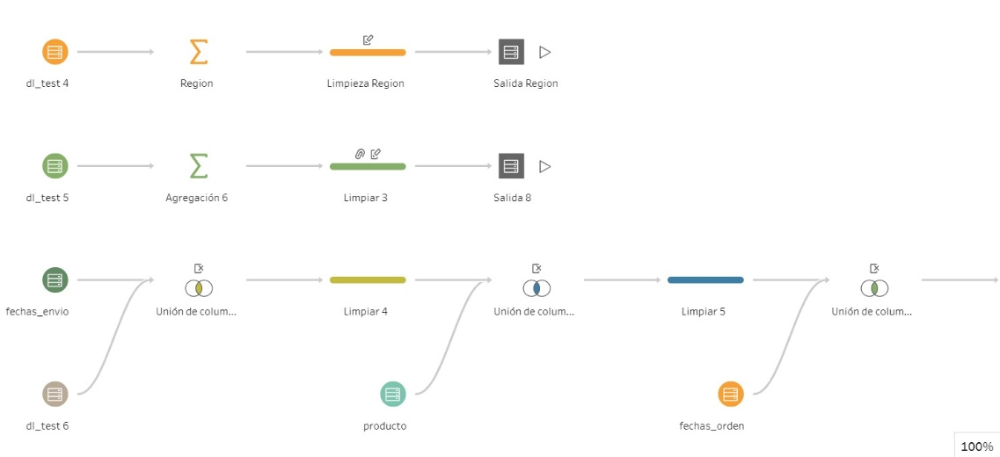 dl_test 4
Region
Limpieza Region
Salida Region
dl_test 5
Agregación 6
Limpiar 3
Salida 8
fechas_envio
Unión de colum...
Limpiar 4
Unión de colum...
Limpiar 5
Unión de colum...
dl_test 6
producto
fechas_orden
100%